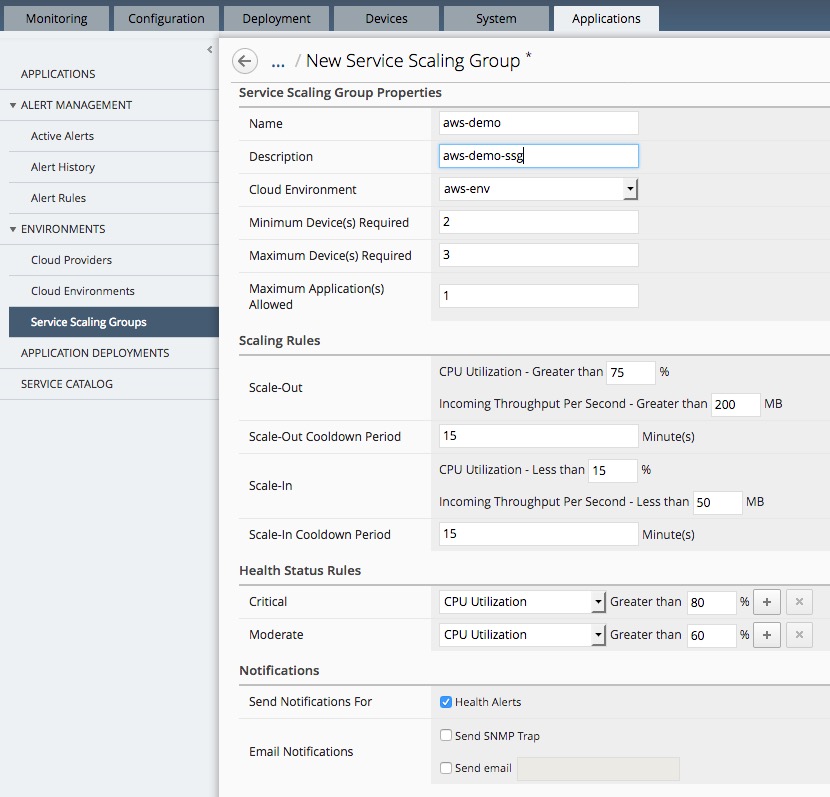 Monitoring Configuration Deployment Devices System Applications
APPLICATIONS
ALERT MANAGEMENT
Active Alerts
Alert History
Alert Rules
ENVIRONMENTS
Cloud Providers
Cloud Environments
Service Scaling Groups
APPLICATION DEPLOYMENTS
SERVICE CATALOG
... / New Service Scaling Group *
Service Scaling Group Properties
Name aws-demo
Description aws-demo-ssg
Cloud Environment aws-env
Minimum Device(s) Required 2
Maximum Device(s) Required 3
Maximum Application(s)
Allowed 1
Scaling Rules
Scale-Out
CPU Utilization - Greater than 75 %
Incoming Throughput Per Second - Greater than 200 MB
Scale-Out Cooldown Period 15 Minute(s)
Scale-In
CPU Utilization - Less than 15 %
Incoming Throughput Per Second - Less than 50 MB
Scale-In Cooldown Period 15 Minute(s)
Health Status Rules
Critical CPU Utilization Greater than 80 % + ×
Moderate CPU Utilization Greater than 60 % + ×
Notifications
Send Notifications For Health Alerts
Email Notifications
Send SNMP Trap
Send email